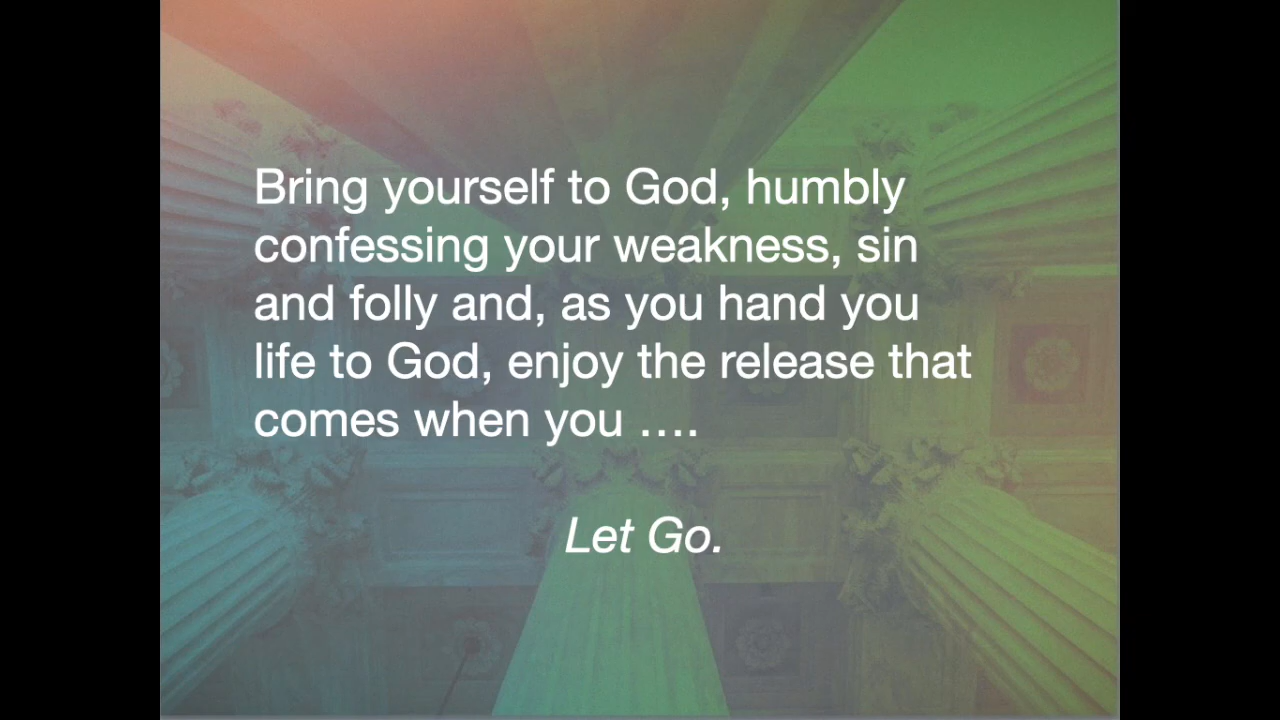 Bring yourself to God, humbly
confessing your weakness, sin
and folly and, as you hand you
life to God, enjoy the release that
comes when you ….
Let Go.